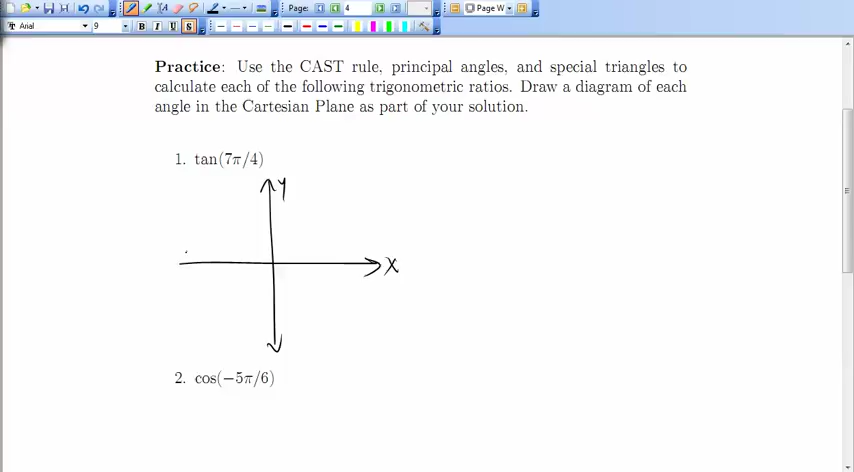 Arial 9 B I U S Page: 4 Page W
Practice: Use the CAST rule, principal angles, and special triangles to
calculate each of the following trigonometric ratios. Draw a diagram of each
angle in the Cartesian Plane as part of your solution.
1. tan(7π/4)
y
x
2. cos(−5π/6)